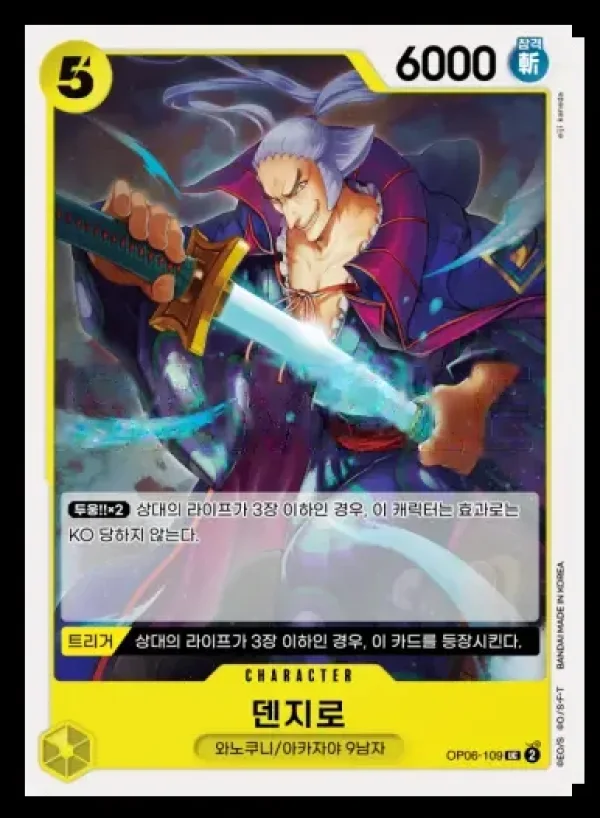 5
6000
참격
斬
eiji kaneda
두웅!!×2 상대의 라이프가 3장 이하인 경우, 이 캐릭터는 효과로는
KO 당하지 않는다.
트리거 상대의 라이프가 3장 이하인 경우, 이 카드를 등장시킨다.
CHARACTER
덴지로
와노쿠니/아카자야 9남자
OP06-109 UC 2
©EO/S ©O/S・F・T BANDAI MADE IN KOREA